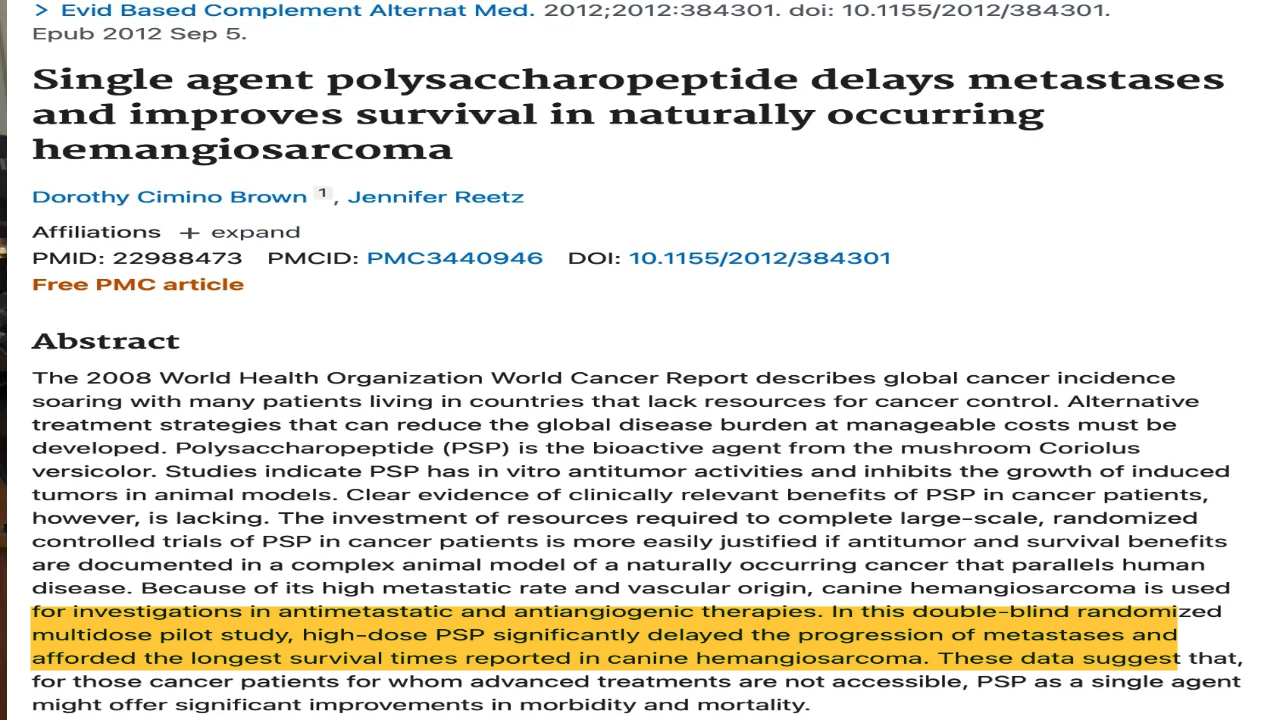 > Evid Based Complement Alternat Med. 2012;2012:384301. doi: 10.1155/2012/384301.
Epub 2012 Sep 5.
Single agent polysaccharopeptide delays metastases
and improves survival in naturally occurring
hemangiosarcoma
Dorothy Cimino Brown 1, Jennifer Reetz
Affiliations + expand
PMID: 22988473 PMCID: PMC3440946 DOI: 10.1155/2012/384301
Free PMC article
Abstract
The 2008 World Health Organization World Cancer Report describes global cancer incidence
soaring with many patients living in countries that lack resources for cancer control. Alternative
treatment strategies that can reduce the global disease burden at manageable costs must be
developed. Polysaccharopeptide (PSP) is the bioactive agent from the mushroom Coriolus
versicolor. Studies indicate PSP has in vitro antitumor activities and inhibits the growth of induced
tumors in animal models. Clear evidence of clinically relevant benefits of PSP in cancer patients,
however, is lacking. The investment of resources required to complete large-scale, randomized
controlled trials of PSP in cancer patients is more easily justified if antitumor and survival benefits
are documented in a complex animal model of a naturally occurring cancer that parallels human
disease. Because of its high metastatic rate and vascular origin, canine hemangiosarcoma is used
for investigations in antimetastatic and antiangiogenic therapies. In this double-blind randomized
multidose pilot study, high-dose PSP significantly delayed the progression of metastases and
afforded the longest survival times reported in canine hemangiosarcoma. These data suggest that,
for those cancer patients for whom advanced treatments are not accessible, PSP as a single agent
might offer significant improvements in morbidity and mortality.